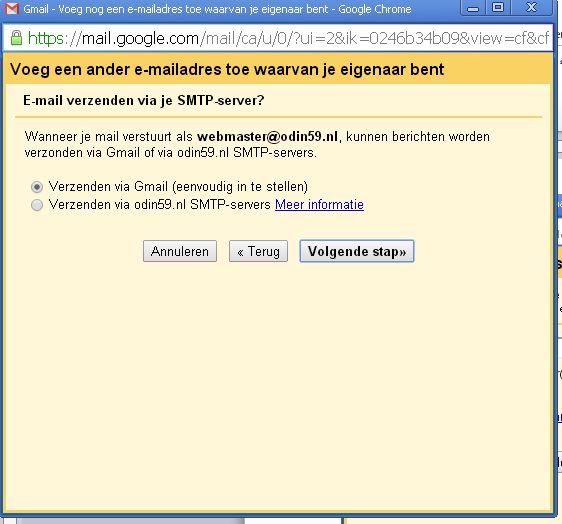 Gmail - Voeg nog een e-mailadres toe waarvan je eigenaar bent - Google Chrome
https://mail.google.com/mail/ca/u/0/?ui=2&ik=0246b34b09&view=cf&cf
Voeg een ander e-mailadres toe waarvan je eigenaar bent
E-mail verzenden via je SMTP-server?
Wanneer je mail verstuurt als webmaster@odin59.nl, kunnen berichten worden
verzonden via Gmail of via odin59.nl SMTP-servers.
Verzenden via Gmail (eenvoudig in te stellen)
Verzenden via odin59.nl SMTP-servers Meer informatie
Annuleren « Terug Volgende stap»